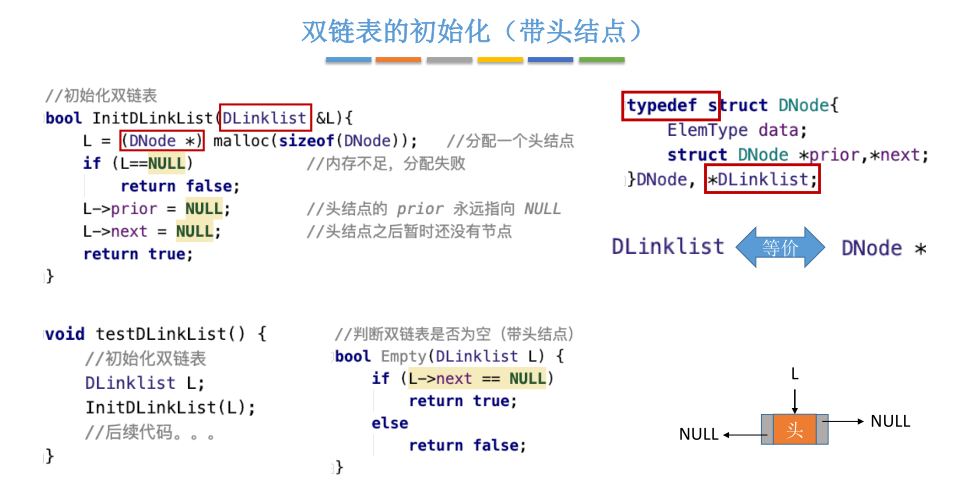 双链表的初始化（带头结点）
//初始化双链表
bool InitDLinkList(DLinklist &L){
    L = (DNode *) malloc(sizeof(DNode));   //分配一个头结点
    if (L==NULL)              //内存不足，分配失败
        return false;
    L->prior = NULL;          //头结点的 prior 永远指向 NULL
    L->next = NULL;           //头结点之后暂时还没有节点
    return true;
}
typedef struct DNode{
    ElemType data;
    struct DNode *prior,*next;
}DNode, *DLinklist;
DLinklist 等价 DNode *
void testDLinkList() {
    //初始化双链表
    DLinklist L;
    InitDLinkList(L);
    //后续代码。。。
}
//判断双链表是否为空（带头结点）
bool Empty(DLinklist L) {
    if (L->next == NULL)
        return true;
    else
        return false;
}
L
NULL 头 NULL